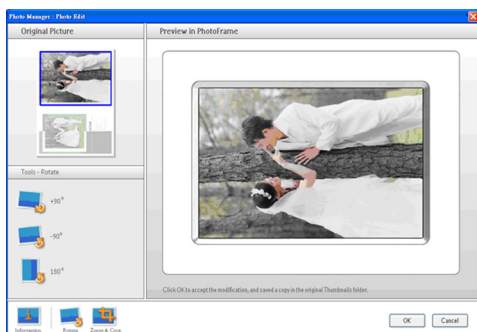 Photo Manager : Photo Edit
Original Picture
Preview in PhotoFrame
Tools - Rotate
+90°
-90°
180°
Click OK to accept the modification, and saved a copy in the original Thumbnails folder.
Information
Rotate
Zoom & Crop
OK
Cancel